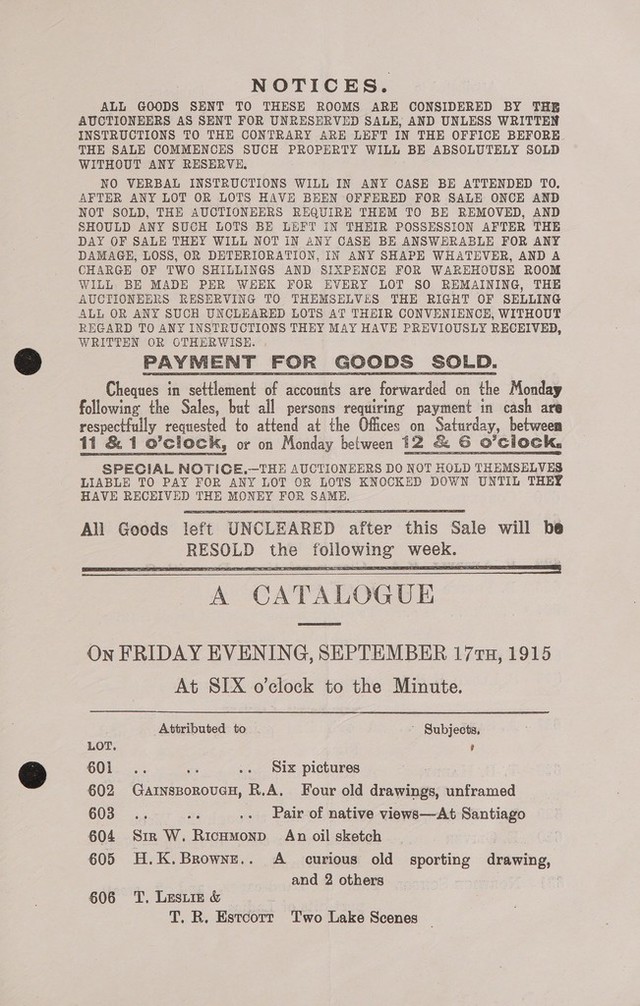 NOTICES.
ALL GOODS SENT TO THESE ROOMS ARE CONSIDERED BY THE
AUCTIONEERS AS SENT FOR UNRESERVED SALE, AND UNLESS WRITTEN
INSTRUCTIONS TO THE CONTRARY ARE LEFT IN THE OFFICE BEFORE
THE SALE COMMENCES SUCH PROPERTY WILL BE ABSOLUTELY SOLD
WITHOUT ANY RESERVE.
NO VERBAL INSTRUCTIONS WILL IN ANY CASE BE ATTENDED TO.
AFTER ANY LOT OR LOTS HAVE BEEN OFFERED FOR SALE ONCE AND
NOT SOLD, THE AUCTIONEERS REQUIRE THEM TO BE REMOVED, AND
SHOULD ANY SUCH LOTS BE LEFT IN THEIR POSSESSION AFTER THE
DAY OF SALE THEY WILL NOT IN ANY CASE BE ANSWERABLE FOR ANY
DAMAGE, LOSS, OR DETERIORATION, IN ANY SHAPE WHATEVER, AND A
CHARGE OF TWO SHILLINGS AND SIXPENCE FOR WAREHOUSE ROOM
WILL BE MADE PER WEEK FOR EVERY LOT SO REMAINING, THE
AUCTIONEERS RESERVING TO THEMSELVES THE RIGHT OF SELLING
ALL OR ANY SUCH UNCLEARED LOTS AT THEIR CONVENIENCE, WITHOUT
REGARD TO ANY INSTRUCTIONS THEY MAY HAVE PREVIOUSLY RECEIVED,
WRITTEN OR OTHERWISE.
PAYMENT FOR GOODS SOLD.
Cheques in settlement of accounts are forwarded on the Monday
following the Sales, but all persons requiring payment in cash are
respectfully requested to attend at the Offices on Saturday, between
11 & 1 o'clock, or on Monday between 12 & 6 o'clock.
SPECIAL NOTICE.—THE AUCTIONEERS DO NOT HOLD THEMSELVES
LIABLE TO PAY FOR ANY LOT OR LOTS KNOCKED DOWN UNTIL THEY
HAVE RECEIVED THE MONEY FOR SAME.
All Goods left UNCLEARED after this Sale will be
RESOLD the following week.
A CATALOGUE
ON FRIDAY EVENING, SEPTEMBER 17TH, 1915
At SIX o'clock to the Minute.
Attributed to Subjects.
LOT.
601 .. .. .. Six pictures
602 GAINSBOROUGH, R.A. Four old drawings, unframed
603 .. .. .. Pair of native views—At Santiago
604 SIR W. RICHMOND An oil sketch
605 H. K. BROWNE.. A curious old sporting drawing,
and 2 others
606 T. LESLIE &
T. R. ESTCOTT Two Lake Scenes